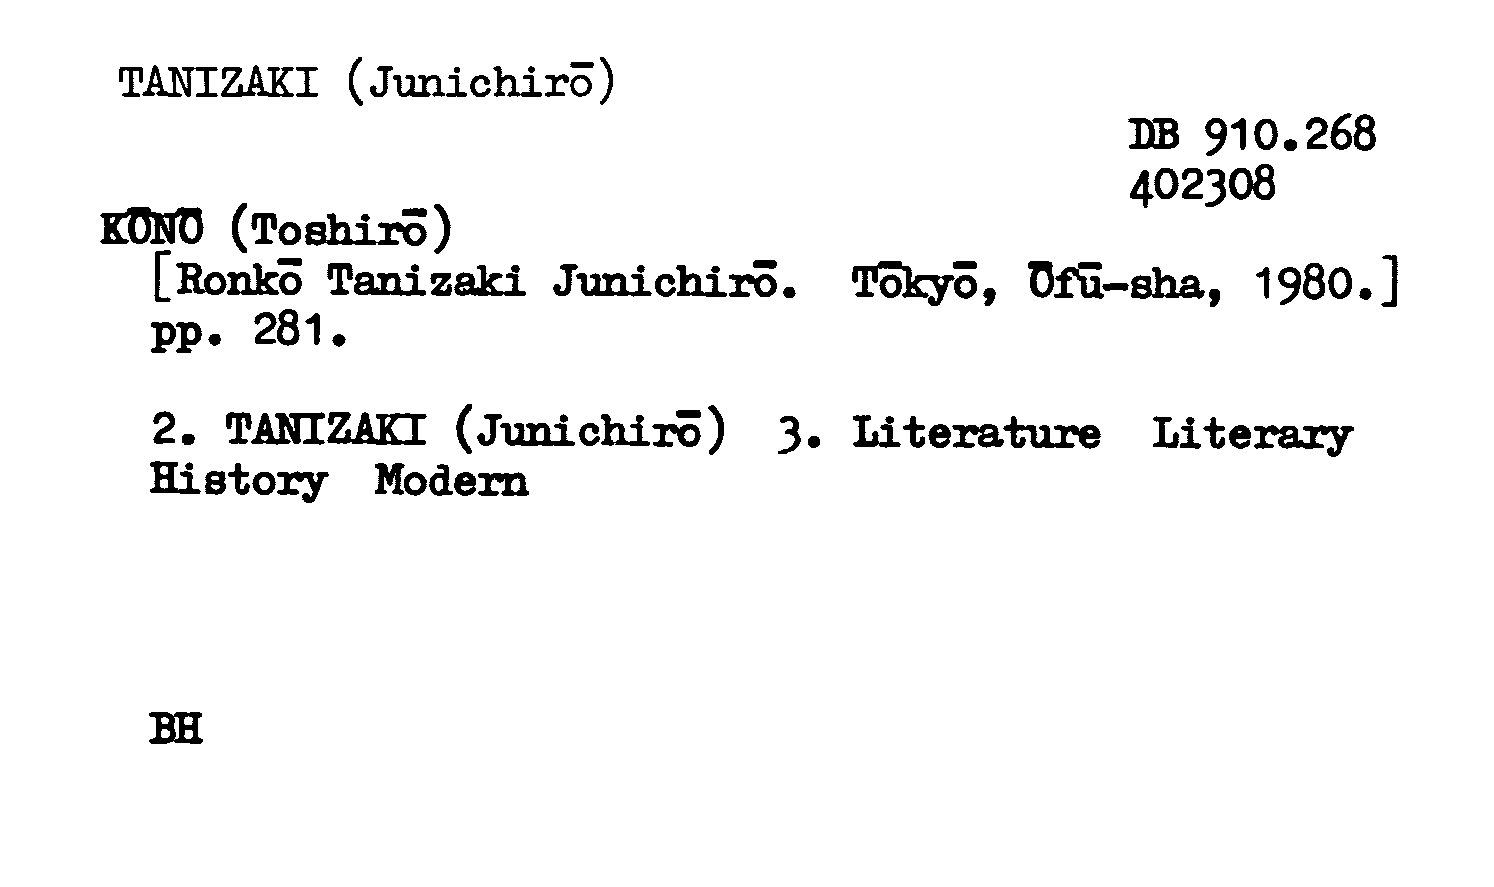 TANIZAKI (Junichirō)
DB 910.268
402308
KŌNO (Toshirō)
[Ronkō Tanizaki Junichirō. Tōkyō, Ōfū-sha, 1980.]
pp. 281.
2. TANIZAKI (Junichirō) 3. Literature Literary
History Modern
BH